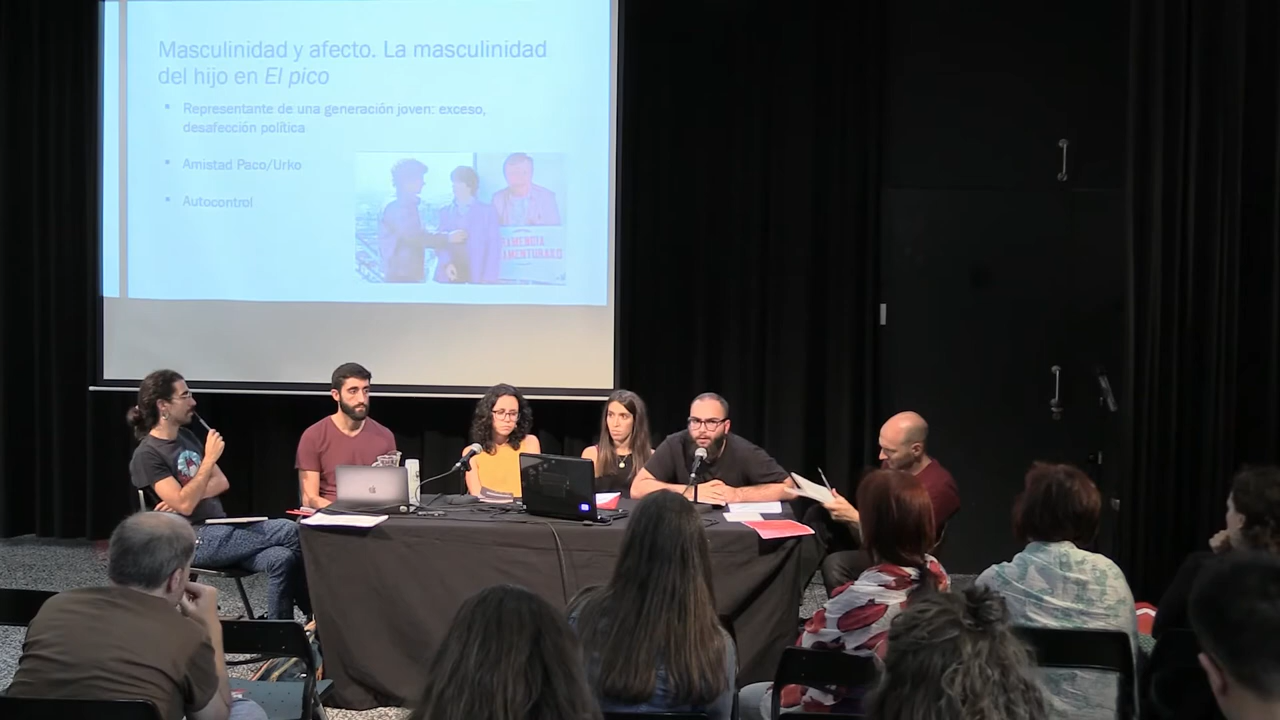 Masculinidad y afecto. La masculinidad
del hijo en El pico
Representante de una generación joven: exceso,
desafección política
Amistad Paco/Urko
Autocontrol